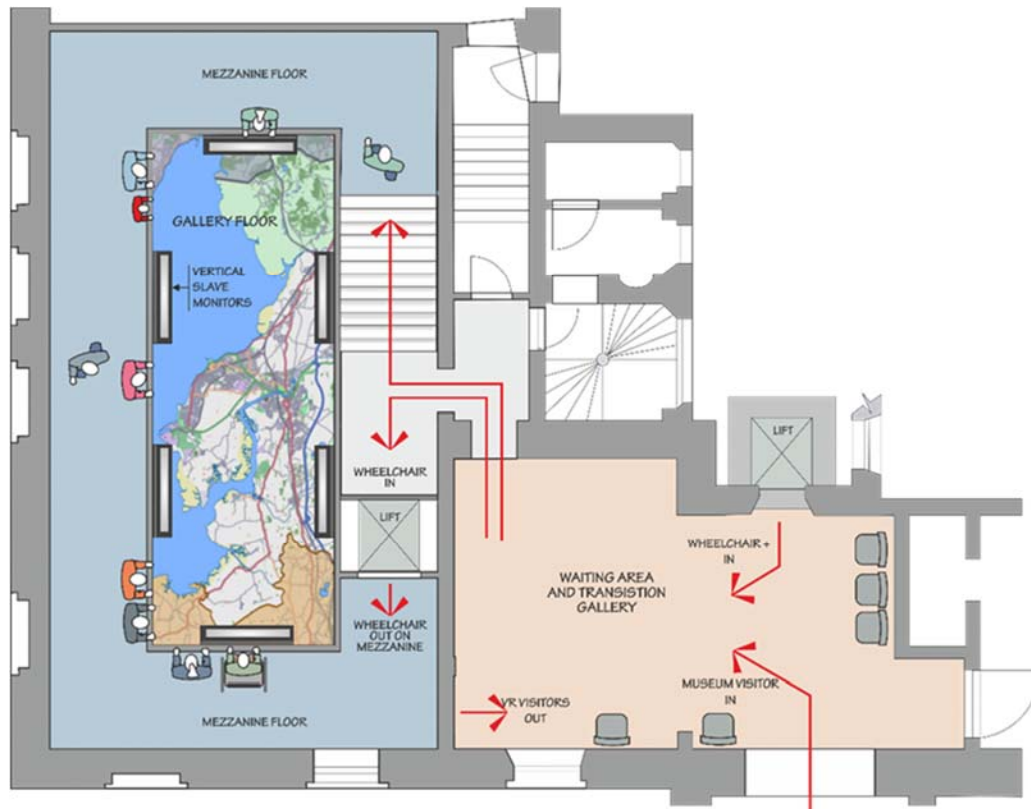 MEZZANINE FLOOR
GALLERY FLOOR
VERTICAL
SLAVE
MONITORS
WHEELCHAIR
IN
LIFT
WHEELCHAIR
OUT ON
MEZZANINE
MEZZANINE FLOOR
LIFT
WHEELCHAIR +
IN
WAITING AREA
AND TRANSISTION
GALLERY
MUSEUM VISITOR
IN
VR VISITORS
OUT